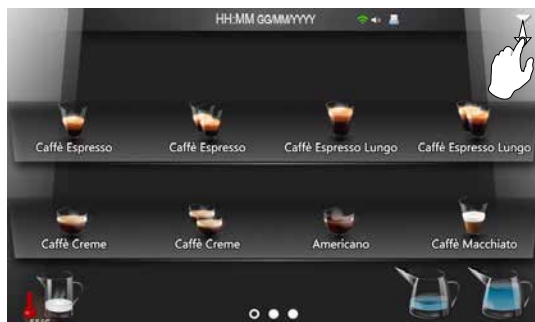 HH:MM GG/MM/YYYY
Caffè Espresso Caffè Espresso Caffè Espresso Lungo Caffè Espresso Lungo
Caffè Creme Caffè Creme Americano Caffè Macchiato